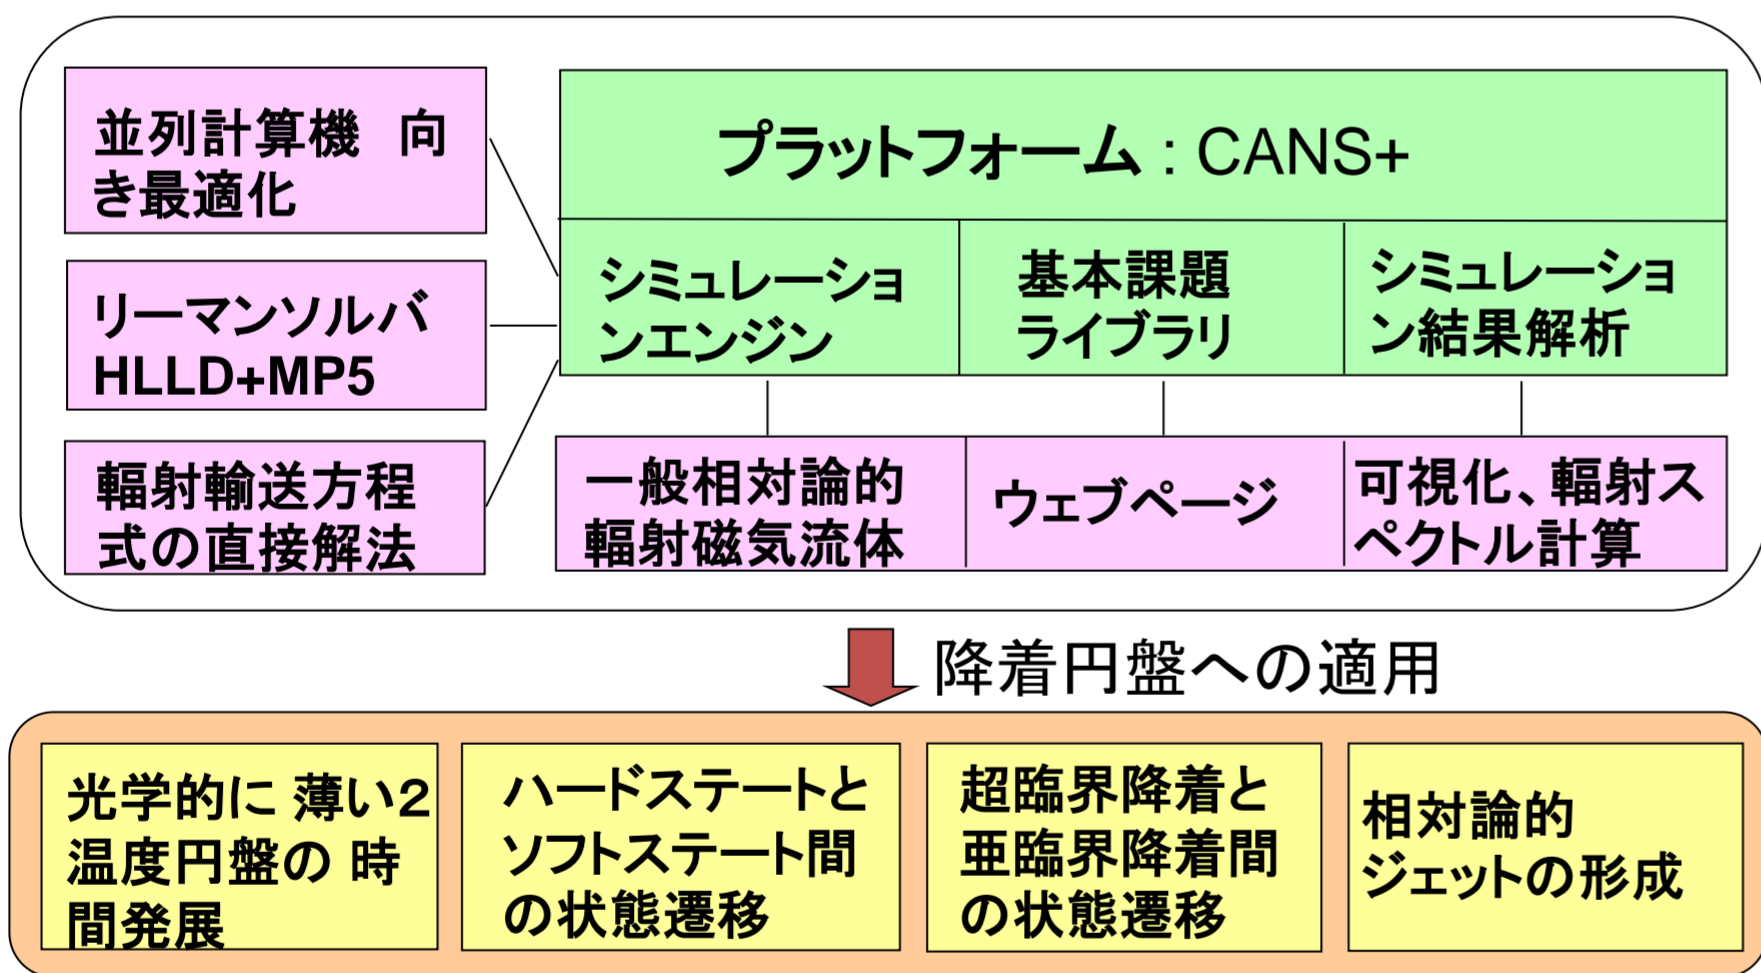 並列計算機 向
き最適化
プラットフォーム : CANS+
リーマンソルバ
HLLD+MP5
シミュレーショ
ンエンジン
基本課題
ライブラリ
シミュレーショ
ン結果解析
輻射輸送方程
式の直接解法
一般相対論的
輻射磁気流体
ウェブページ
可視化、輻射ス
ペクトル計算
降着円盤への適用
光学的に 薄い2
温度円盤の 時
間発展
ハードステートと
ソフトステート間
の状態遷移
超臨界降着と
亜臨界降着間
の状態遷移
相対論的
ジェットの形成